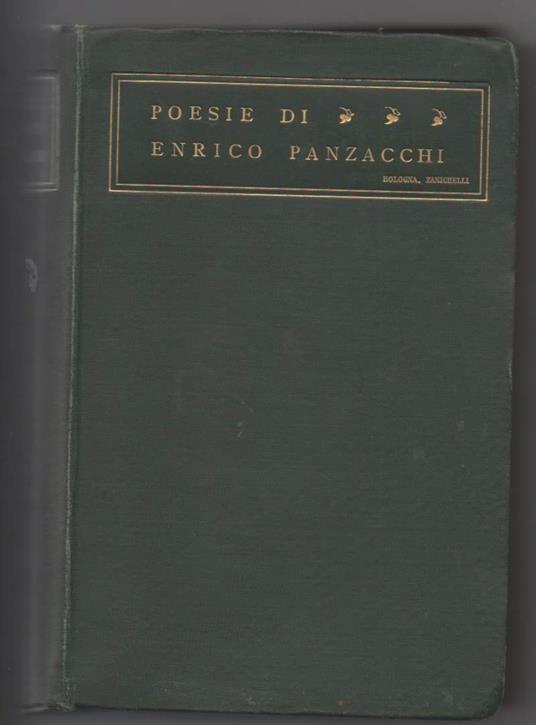 POESIE DI
ENRICO PANZACCHI
BOLOGNA, ZANICHELLI